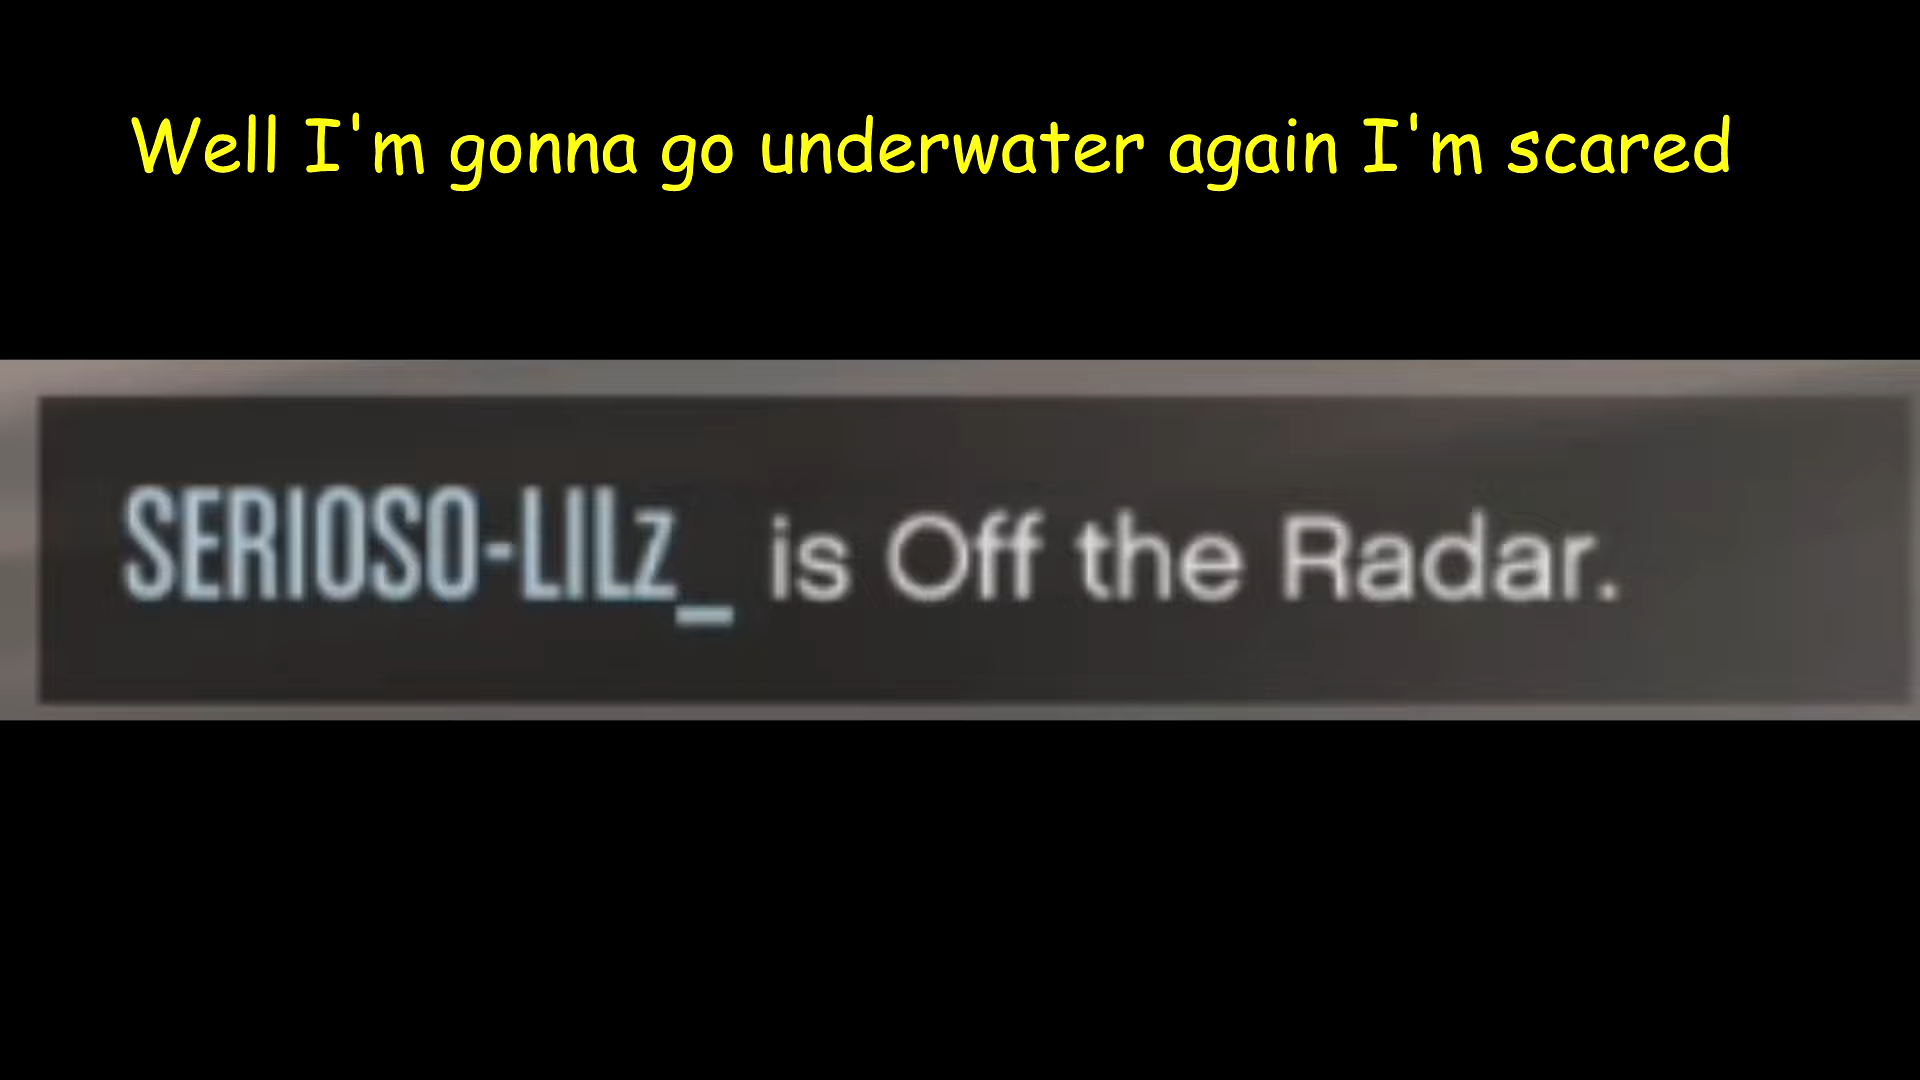 Well I'm gonna go underwater again I'm scared
SERIOSO-LILz_ is Off the Radar.